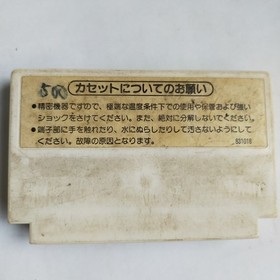 カセットについてのお願い
●精密機器ですので、極端な温度条件下での使用や保管および強い
ショックをさけてください。また、絶対に分解しないでください。
●端子部に手を触れたり、水にぬらしたりして汚さないようにして
ください。故障の原因となります。
831018